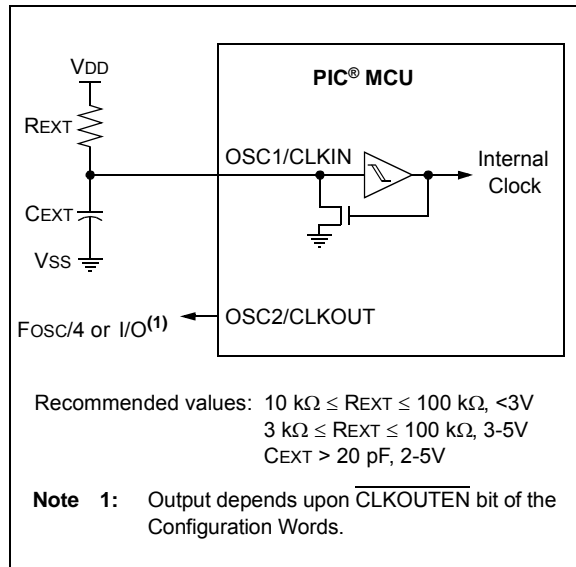 VDD
PIC® MCU
REXT
OSC1/CLKIN
Internal
Clock
CEXT
VSS
OSC2/CLKOUT
FOSC/4 or I/O(1)
Recommended values: 10 kΩ ≤ REXT ≤ 100 kΩ, <3V
3 kΩ ≤ REXT ≤ 100 kΩ, 3-5V
CEXT > 20 pF, 2-5V
Note 1: Output depends upon CLKOUTEN bit of the
Configuration Words.